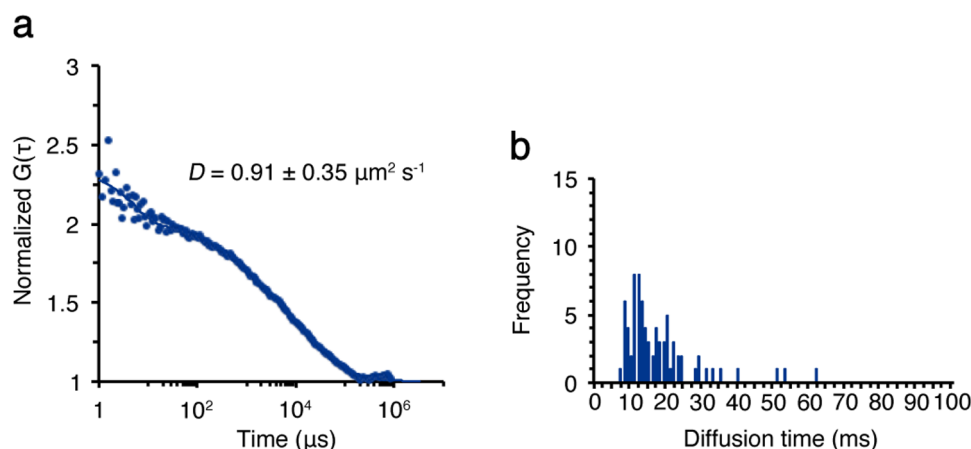 a
3
2.5
2
1.5
1
Normalized G(τ)
D = 0.91 ± 0.35 µm² s⁻¹
1
10²
10⁴
10⁶
Time (µs)
b
15
10
5
0
Frequency
0 10 20 30 40 50 60 70 80 90 100
Diffusion time (ms)